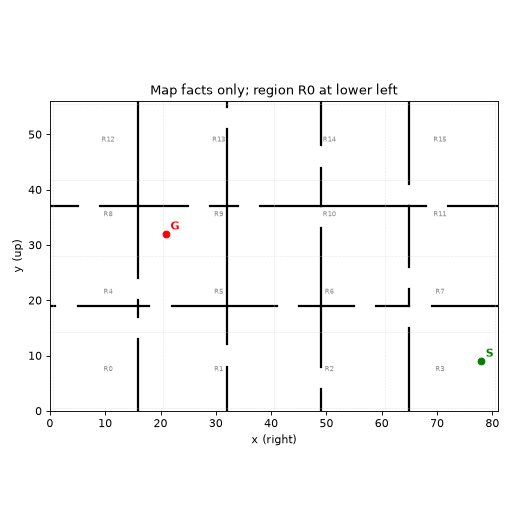 Map facts only; region R0 at lower left
R12 R13 R14 R15
R8 R9 R10 R11
G
R4 R5 R6 R7
S
R0 R1 R2 R3
50
40
30
20
10
0
0 10 20 30 40 50 60 70 80
x (right)
y (up)